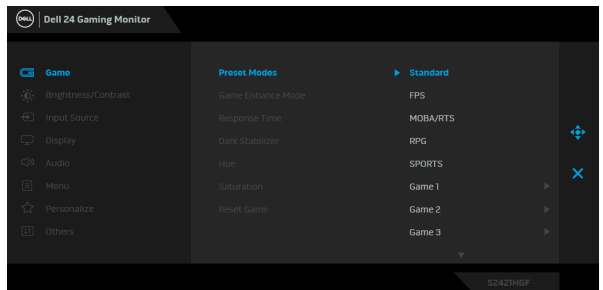 DELL Dell 24 Gaming Monitor
Game Preset Modes Standard
Brightness/Contrast Game Enhance Mode FPS
Input Source Response Time MOBA/RTS
Display Dark Stabilizer RPG
Audio Hue SPORTS
Menu Saturation Game 1
Personalize Reset Game Game 2
Others Game 3
S2421HGF